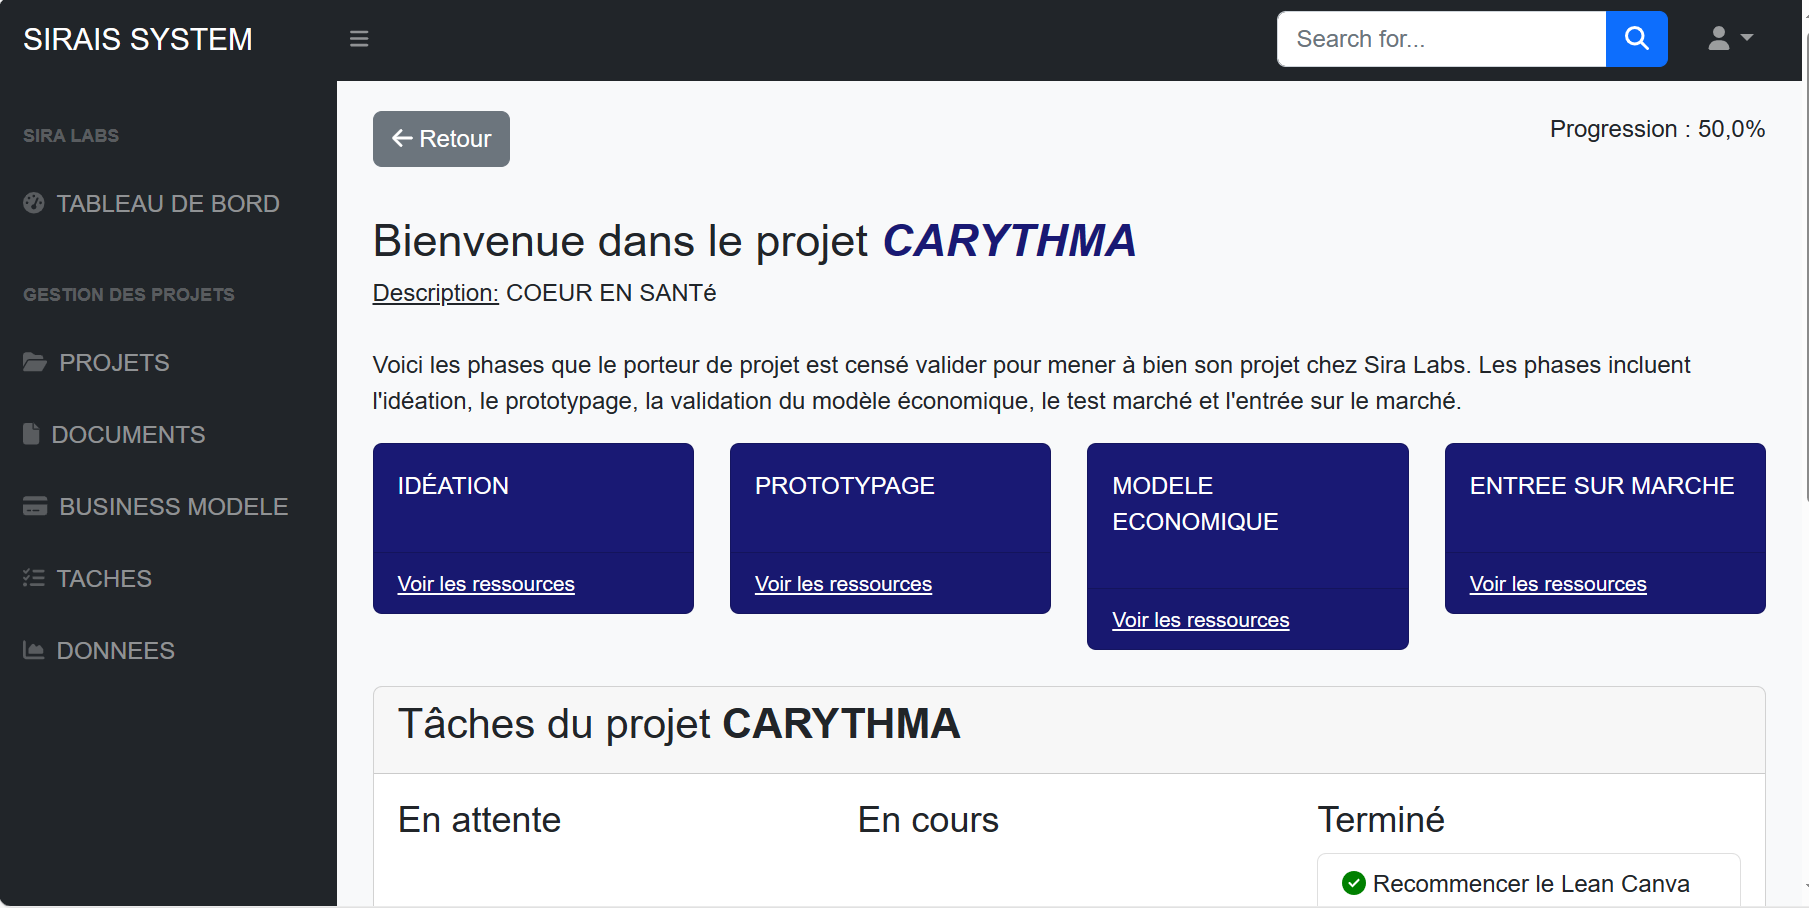 SIRAIS SYSTEM
Search for...
SIRA LABS
TABLEAU DE BORD
GESTION DES PROJETS
PROJETS
DOCUMENTS
BUSINESS MODELE
TACHES
DONNEES
Retour
Progression : 50,0%
Bienvenue dans le projet CARYTHMA
Description: COEUR EN SANTé
Voici les phases que le porteur de projet est censé valider pour mener à bien son projet chez Sira Labs. Les phases incluent
l'idéation, le prototypage, la validation du modèle économique, le test marché et l'entrée sur le marché.
IDÉATION
Voir les ressources
PROTOTYPAGE
Voir les ressources
MODELE
ECONOMIQUE
Voir les ressources
ENTREE SUR MARCHE
Voir les ressources
Tâches du projet CARYTHMA
En attente
En cours
Terminé
Recommencer le Lean Canva